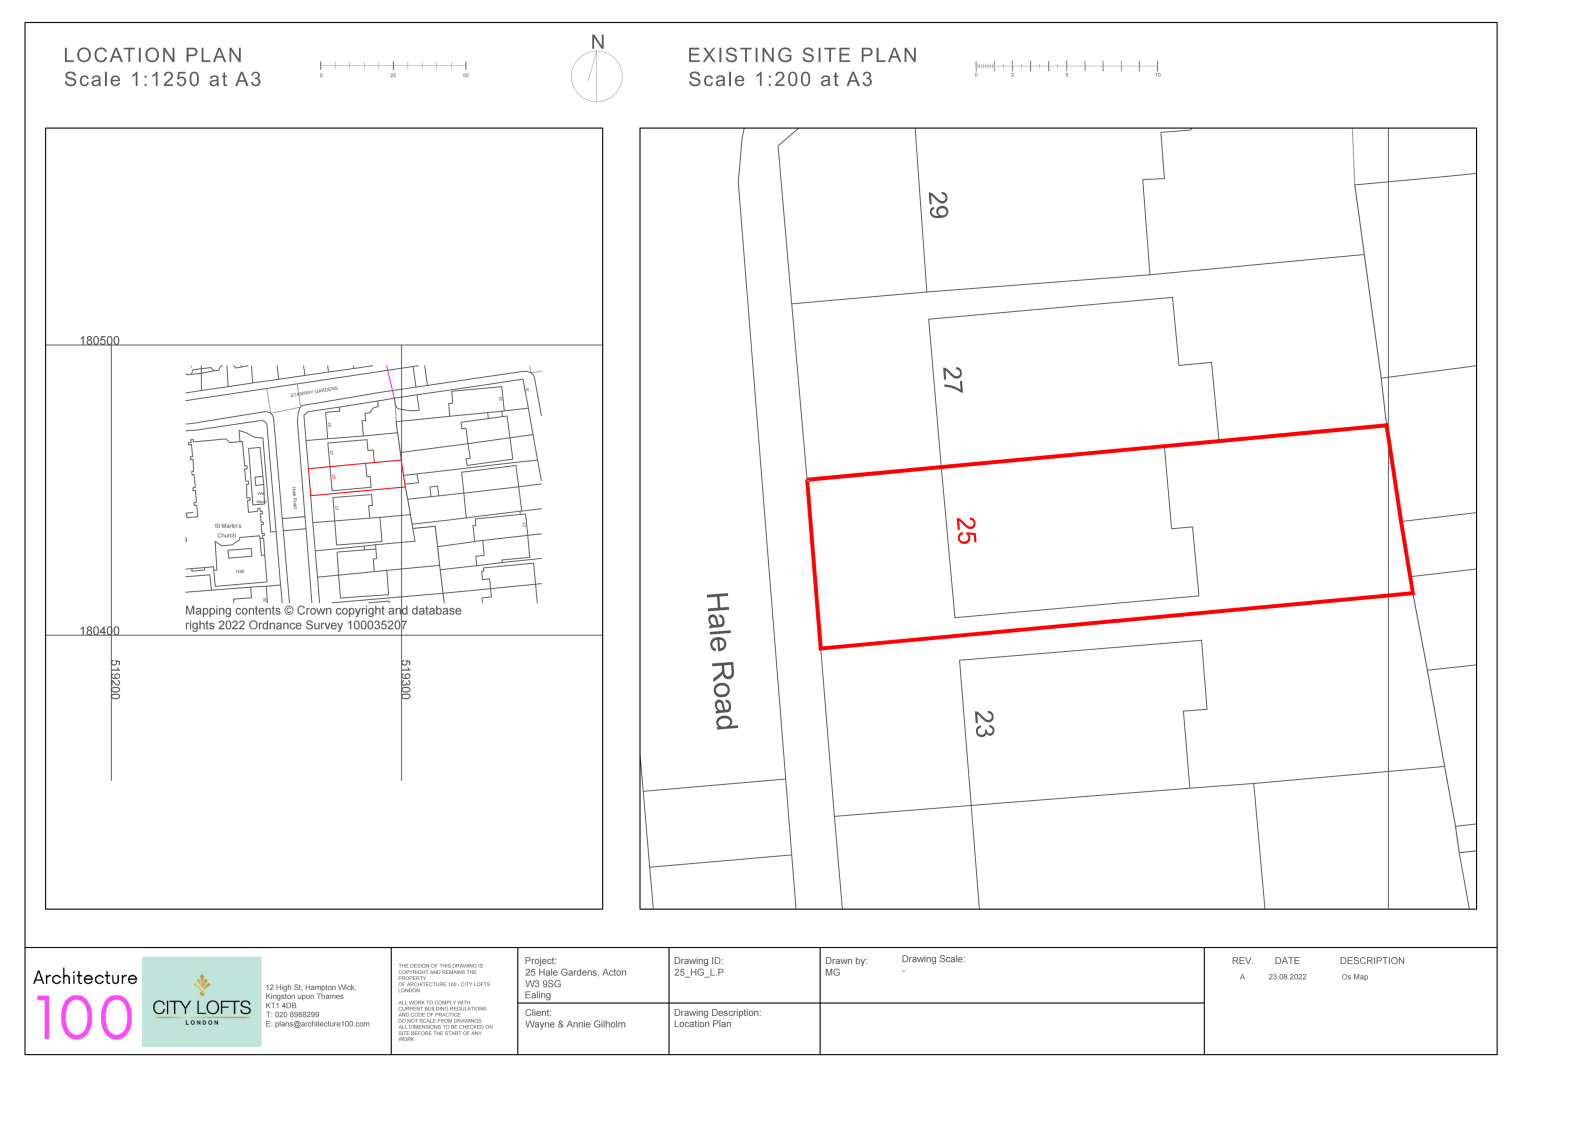 LOCATION PLAN
Scale 1:1250 at A3
0 25 50
N
EXISTING SITE PLAN
Scale 1:200 at A3
0 2 5 10
180500
180400
519200
519300
STANWAY GARDENS
Hale Road
St Martin's
Church
Hall
25
Mapping contents © Crown copyright and database
rights 2022 Ordnance Survey 100035207
29
27
25
23
Hale Road
Architecture
100
CITY LOFTS
LONDON
12 High St, Hampton Wick,
Kingston upon Thames
KT1 4DB
T: 020 8988299
E: plans@architecture100.com
THE DESIGN OF THIS DRAWING IS
COPYRIGHT AND REMAINS THE
PROPERTY
OF ARCHITECTURE 100 - CITY LOFTS
LONDON
ALL WORK TO COMPLY WITH
CURRENT BUILDING REGULATIONS
AND CODE OF PRACTICE
DO NOT SCALE FROM DRAWINGS
ALL DIMENSIONS TO BE CHECKED ON
SITE BEFORE THE START OF ANY
WORK
Project:
25 Hale Gardens, Acton
W3 9SG
Ealing
Client:
Wayne & Annie Gilholm
Drawing ID:
25_HG_L.P
Drawing Description:
Location Plan
Drawn by:
MG
Drawing Scale:
-
REV. DATE DESCRIPTION
A 23.08.2022 Os Map